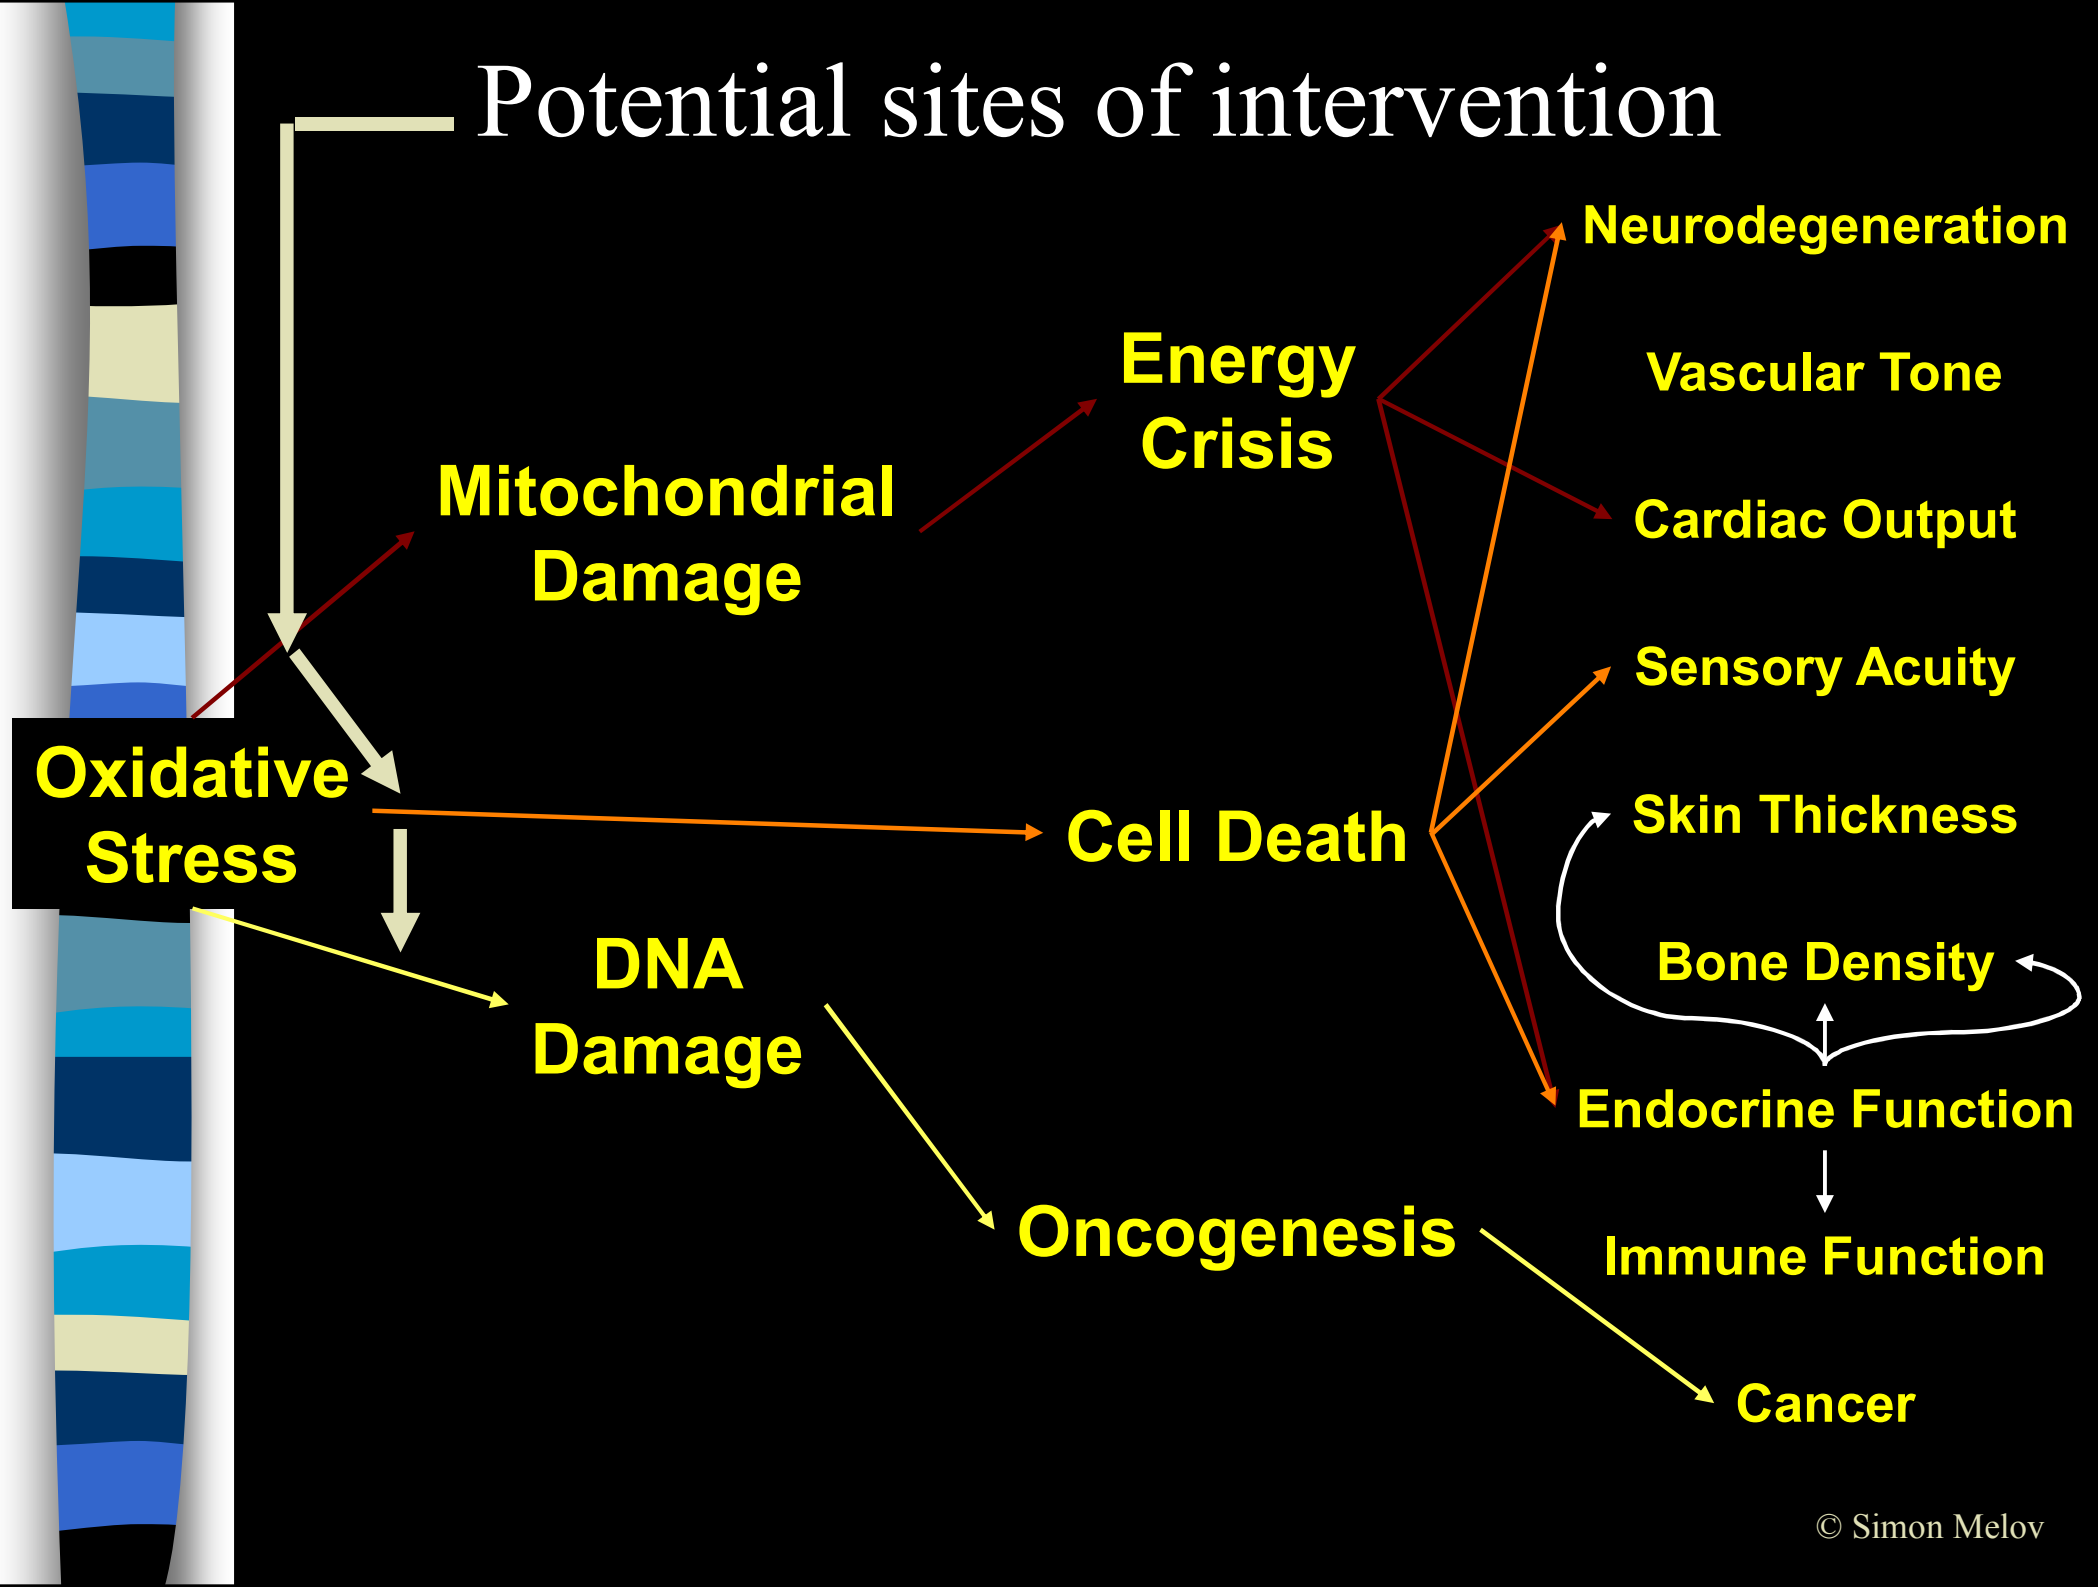 Potential sites of intervention
Neurodegeneration
Energy
Crisis
Vascular Tone
Mitochondrial
Damage
Cardiac Output
Sensory Acuity
Oxidative
Stress
Cell Death
Skin Thickness
DNA
Damage
Bone Density
Endocrine Function
Oncogenesis
Immune Function
Cancer
© Simon Melov